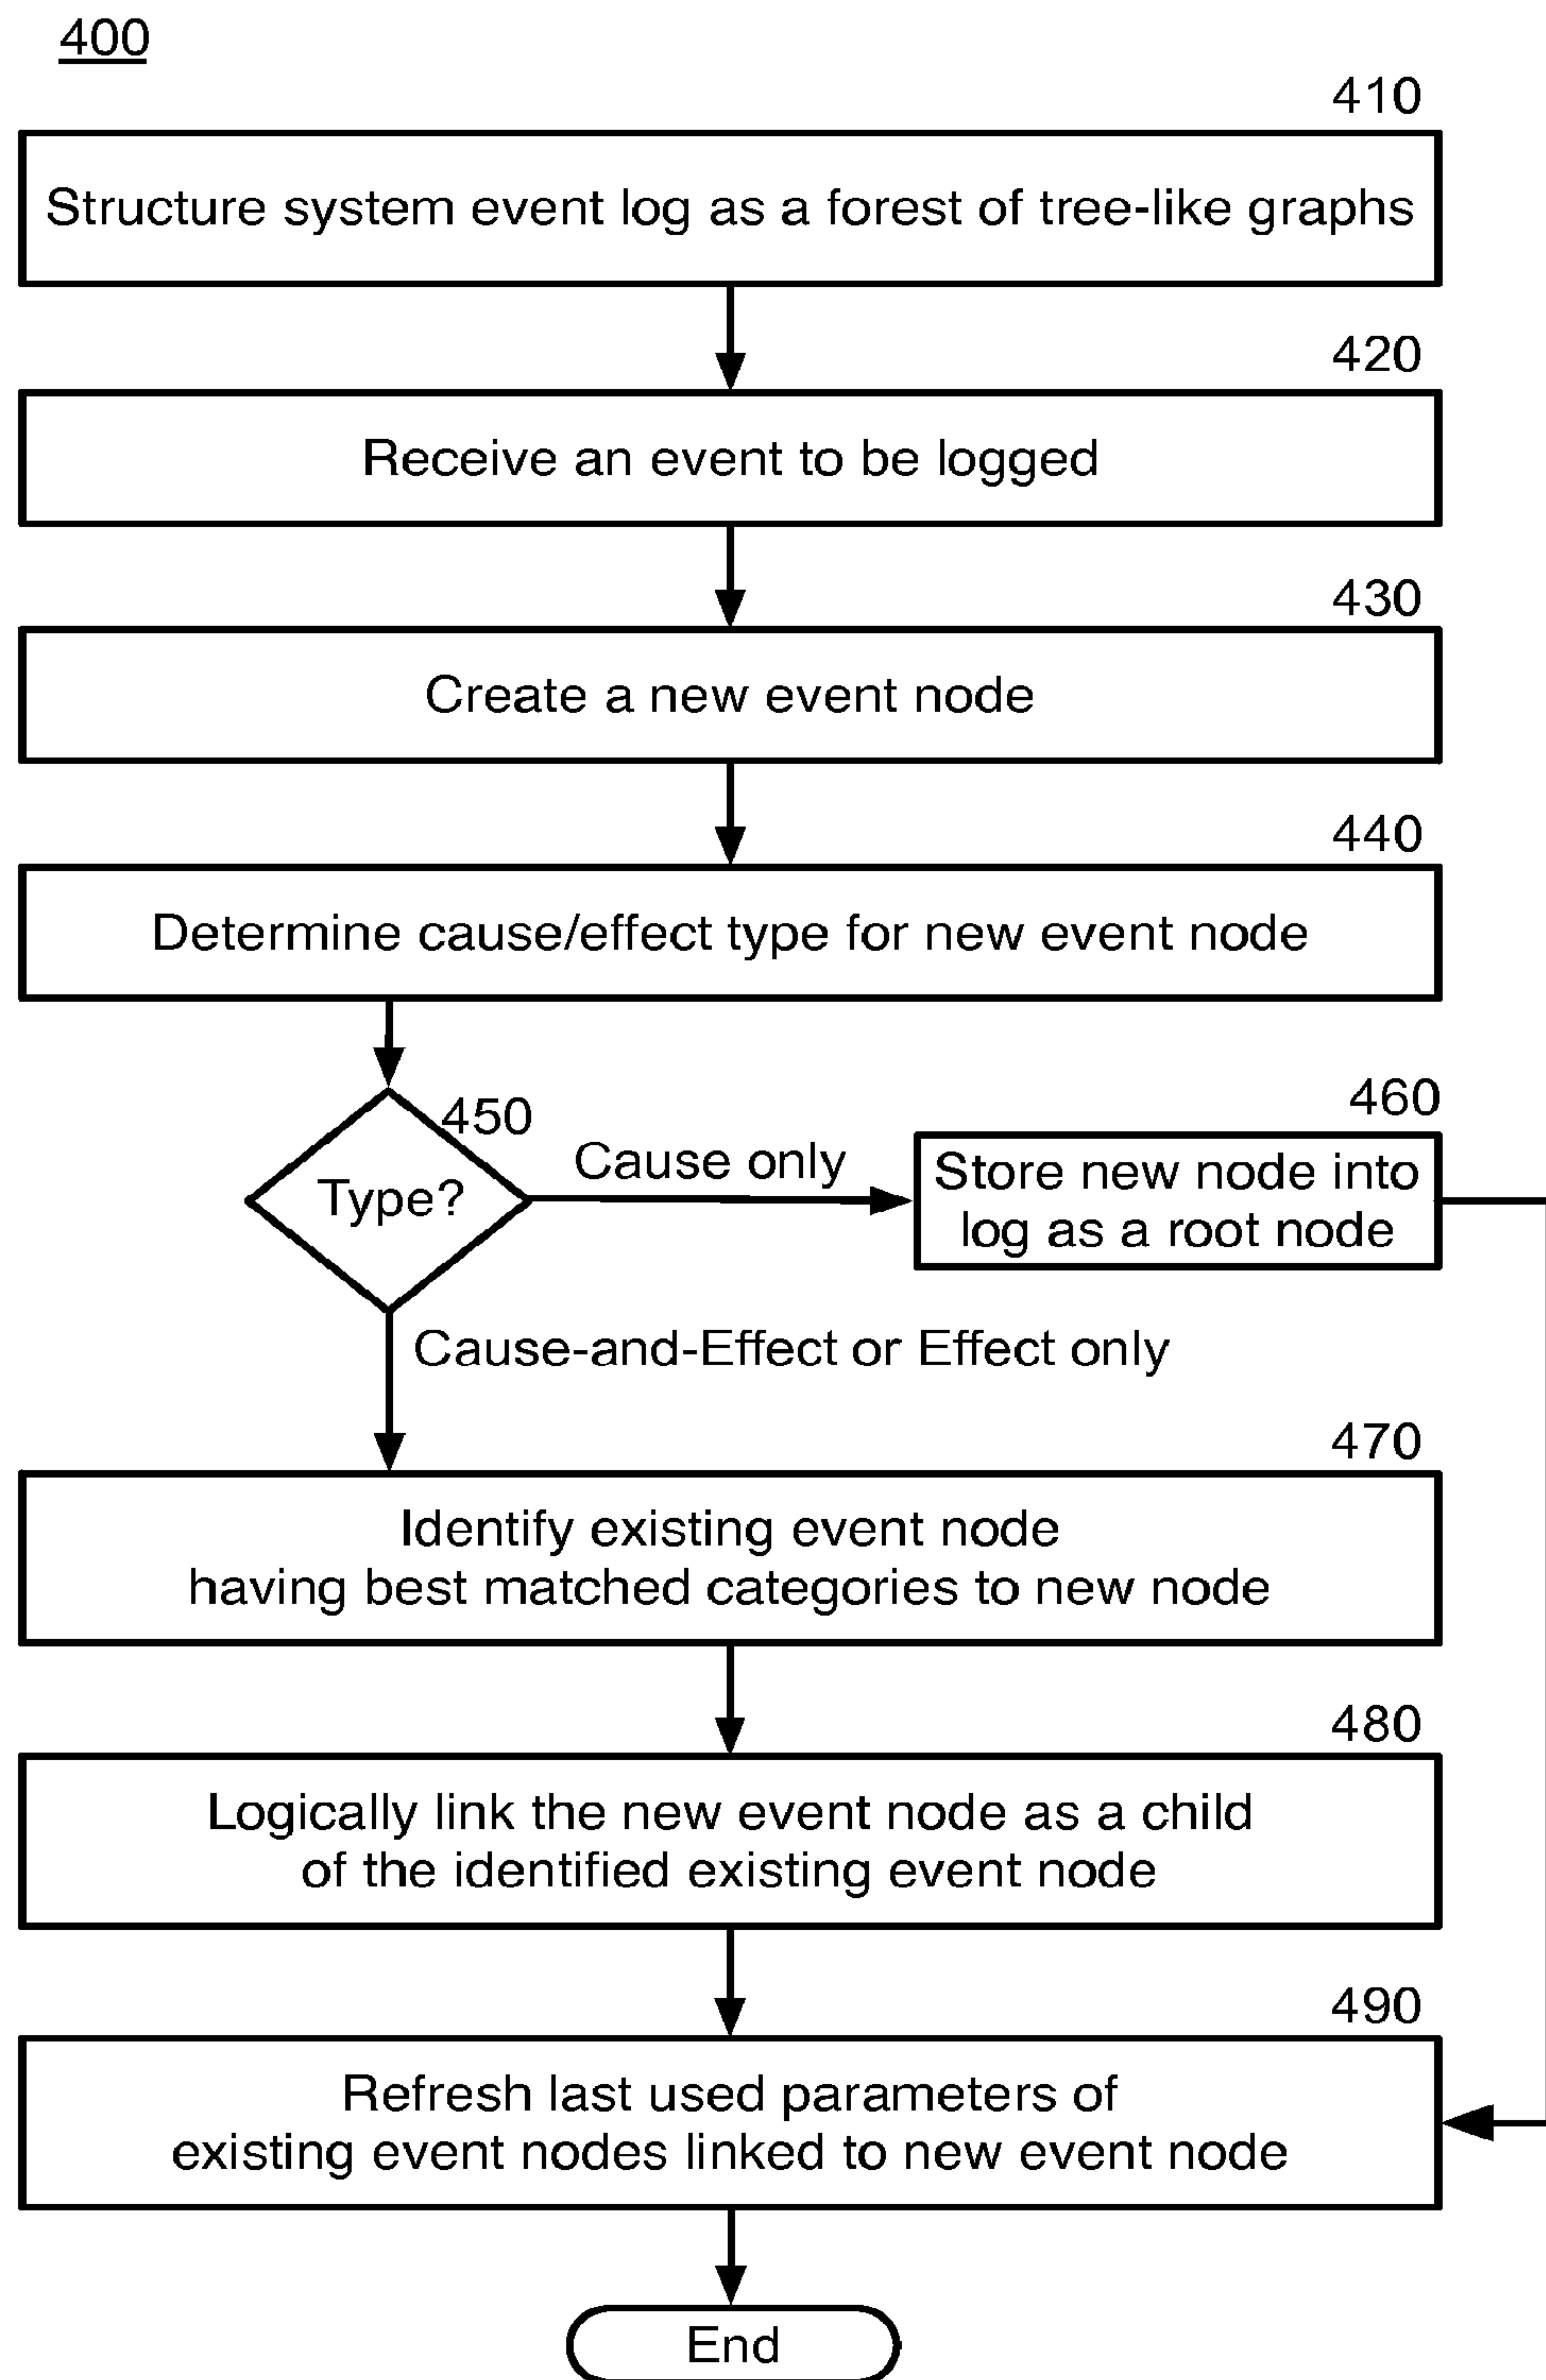 400
410
Structure system event log as a forest of tree-like graphs
420
Receive an event to be logged
430
Create a new event node
440
Determine cause/effect type for new event node
450
Type?
Cause only
460
Store new node into
log as a root node
Cause-and-Effect or Effect only
470
Identify existing event node
having best matched categories to new node
480
Logically link the new event node as a child
of the identified existing event node
490
Refresh last used parameters of
existing event nodes linked to new event node
End